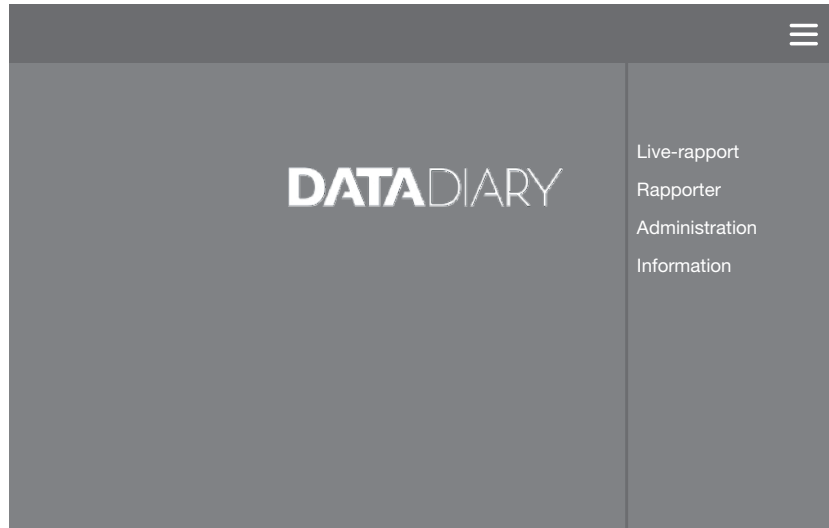 DATADIARY
Live-rapport
Rapporter
Administration
Information